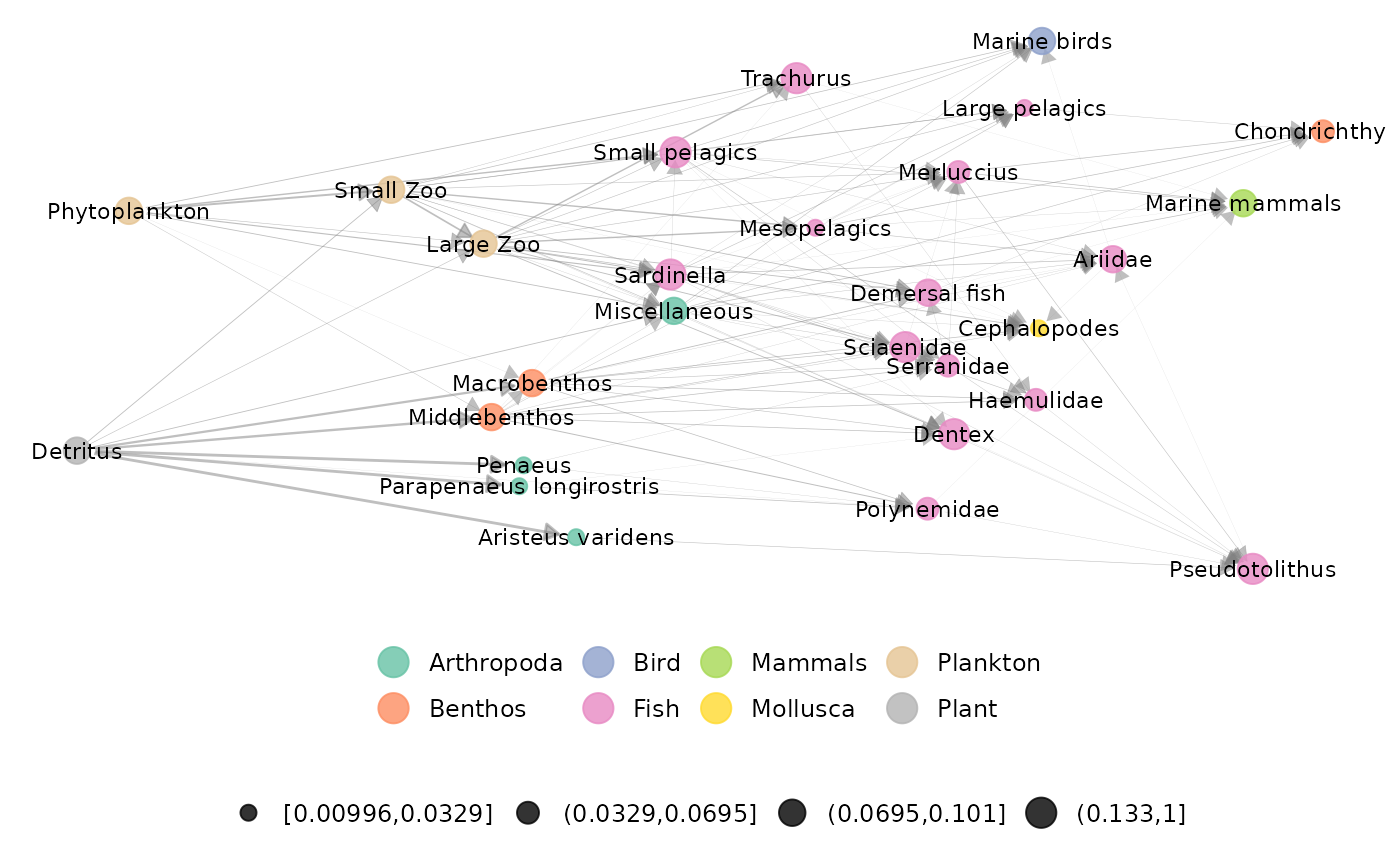 Marine birds
Trachurus
Large pelagics
Chondrichthy
Small pelagics
Merluccius
Small Zoo
Marine mammals
Phytoplankton
Mesopelagics
Large Zoo
Ariidae
Sardinella
Demersal fish
Miscellaneous
Cephalopodes
Sciaenidae
Serranidae
Macrobenthos
Haemulidae
Middlebenthos
Dentex
Detritus
Penaeus
Parapenaeus longirostris
Polynemidae
Aristeus varidens
Pseudotolithus
Arthropoda Bird Mammals Plankton
Benthos Fish Mollusca Plant
[0.00996,0.0329] (0.0329,0.0695] (0.0695,0.101] (0.133,1]